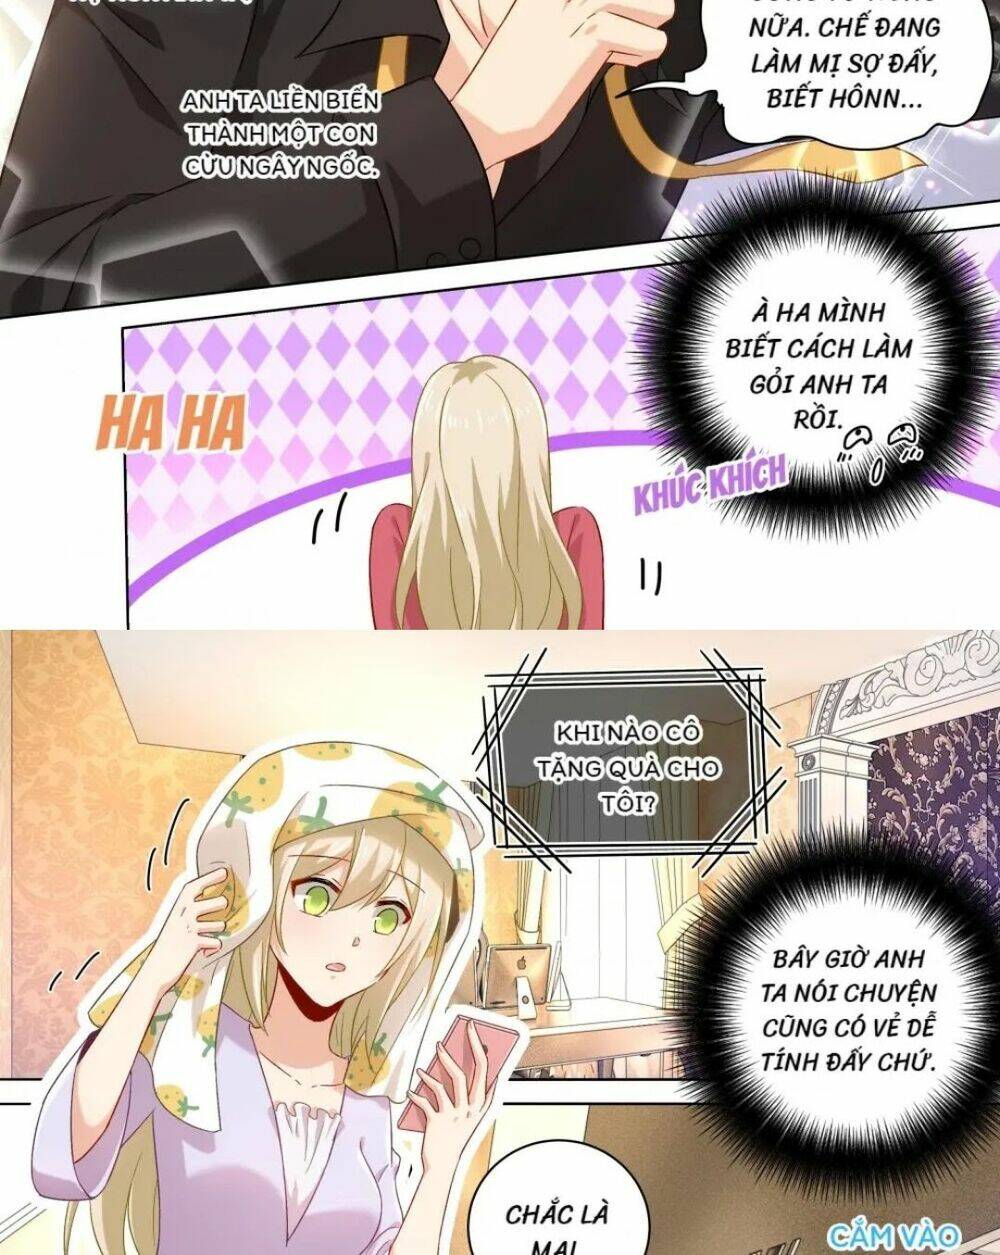 NỮA. CHẾ ĐANG
LÀM MỊ SỢ ĐẤY,
BIẾT HÔNN...
ANH TA LIỀN BIẾN
THÀNH MỘT CON
CỪU NGÂY NGỐC.
À HA MÌNH
BIẾT CÁCH LÀM
GỎI ANH TA
RỒI.
HA HA
KHÚC KHÍCH
KHI NÀO CÔ
TẶNG QUÀ CHO
TÔI?
BÂY GIỜ ANH
TA NÓI CHUYỆN
CŨNG CÓ VẺ DỄ
TÍNH ĐẤY CHỨ.
CHẮC LÀ
MAI
CẮM VÀO